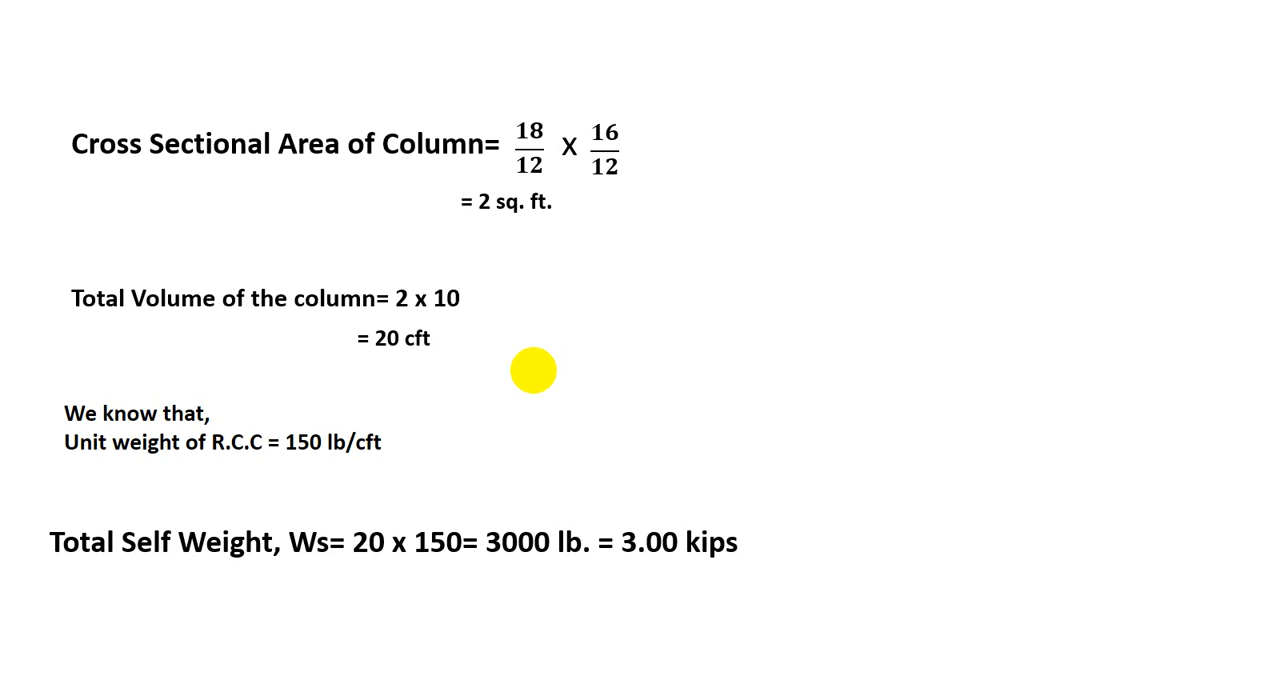 Cross Sectional Area of Column= 18/12 X 16/12
= 2 sq. ft.
Total Volume of the column= 2 x 10
= 20 cft
We know that,
Unit weight of R.C.C = 150 lb/cft
Total Self Weight, Ws= 20 x 150= 3000 lb. = 3.00 kips